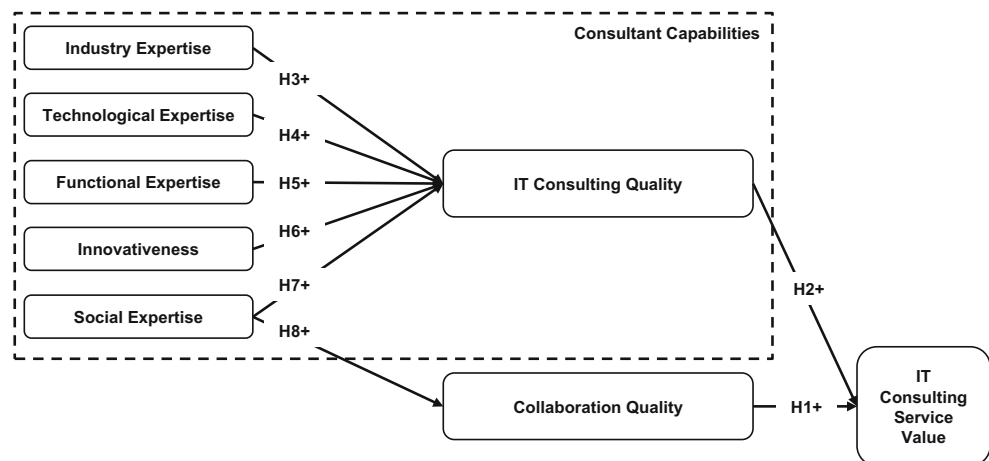 Consultant Capabilities
Industry Expertise
H3+
Technological Expertise
H4+
Functional Expertise
H5+
IT Consulting Quality
H6+
Innovativeness
H7+
H2+
Social Expertise
H8+
Collaboration Quality
H1+
IT
Consulting
Service
Value